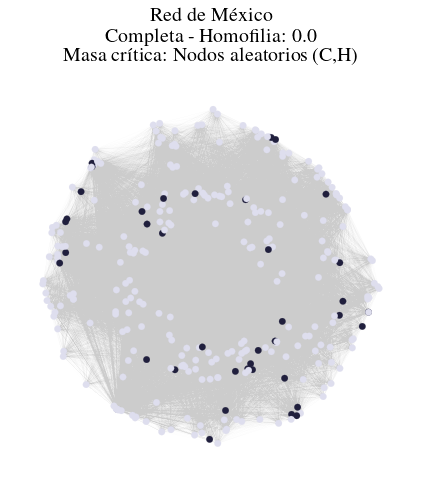 Red de México
Completa - Homofilia: 0.0
Masa crítica: Nodos aleatorios (C,H)